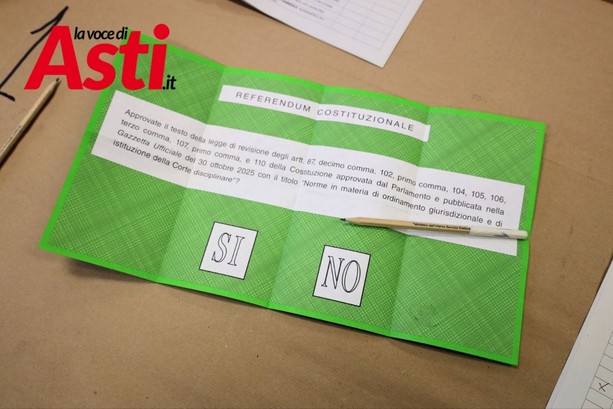 la voce di
Asti.it
REFERENDUM COSTITUZIONALE
Approvate il testo della legge di revisione degli artt. 87, decimo comma, 102, primo comma, 104, 105, 106,
terzo comma, 107, primo comma, e 110 della Costituzione approvata dal Parlamento e pubblicata nella
Gazzetta Ufficiale del 30 ottobre 2025 con il titolo "Norme in materia di ordinamento giurisdizionale e di
istituzione della Corte disciplinare"?
SI
NO